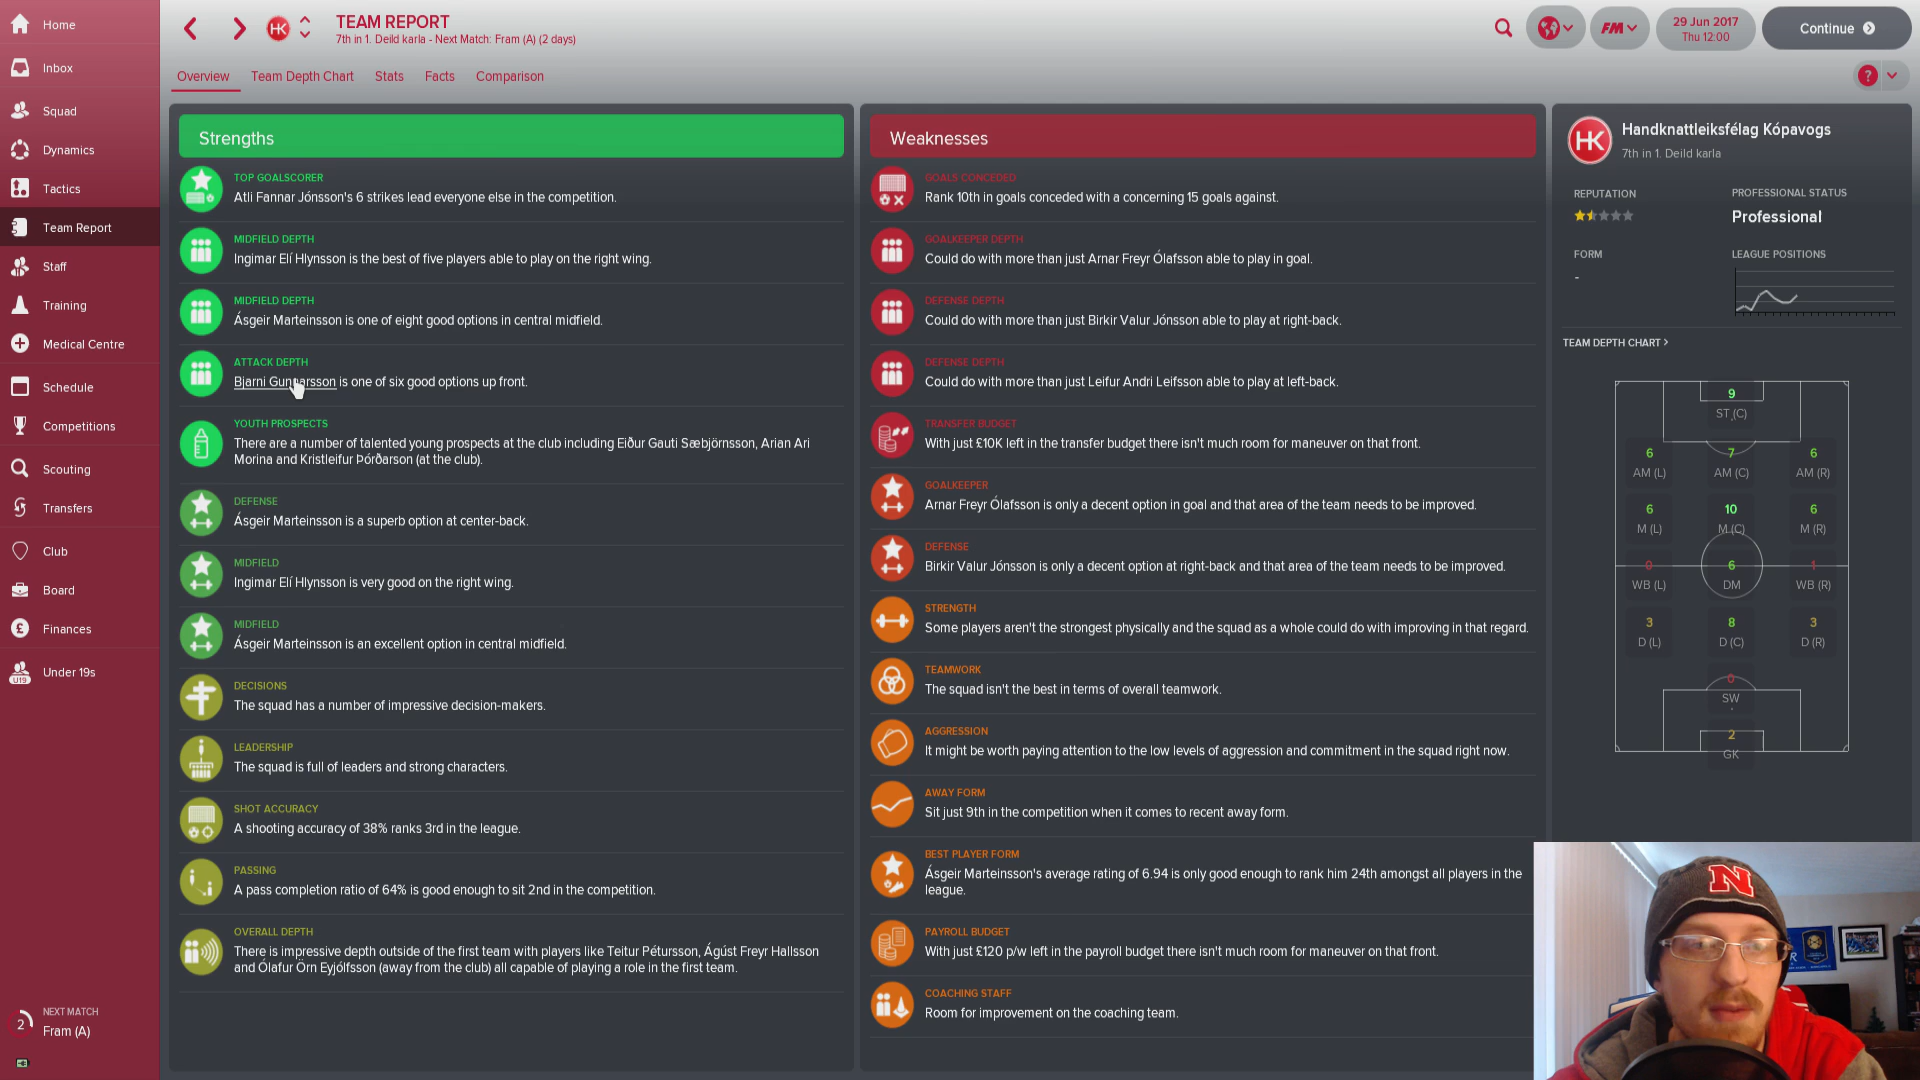 Home
Inbox
Squad
Dynamics
Tactics
Team Report
Staff
Training
Medical Centre
Schedule
Competitions
Scouting
Transfers
Club
Board
Finances
U19
Under 19s
2
NEXT MATCH
Fram (A)
HK
TEAM REPORT
7th in 1. Deild karla - Next Match: Fram (A) (2 days)
FM
29 Jun 2017
Thu 12:00
Continue
Overview
Team Depth Chart
Stats
Facts
Comparison
?
Strengths
TOP GOALSCORER
Atli Fannar Jónsson's 6 strikes lead everyone else in the competition.
MIDFIELD DEPTH
Ingimar Elí Hlynsson is the best of five players able to play on the right wing.
MIDFIELD DEPTH
Ásgeir Marteinsson is one of eight good options in central midfield.
ATTACK DEPTH
Bjarni Gunnarsson is one of six good options up front.
YOUTH PROSPECTS
There are a number of talented young prospects at the club including Eiður Gauti Sæbjörnsson, Arian Ari
Morina and Kristleifur Þórðarson (at the club).
DEFENSE
Ásgeir Marteinsson is a superb option at center-back.
MIDFIELD
Ingimar Elí Hlynsson is very good on the right wing.
MIDFIELD
Ásgeir Marteinsson is an excellent option in central midfield.
DECISIONS
The squad has a number of impressive decision-makers.
LEADERSHIP
The squad is full of leaders and strong characters.
SHOT ACCURACY
A shooting accuracy of 38% ranks 3rd in the league.
PASSING
A pass completion ratio of 64% is good enough to sit 2nd in the competition.
OVERALL DEPTH
There is impressive depth outside of the first team with players like Teitur Pétursson, Ágúst Freyr Hallsson
and Ólafur Örn Eyjólfsson (away from the club) all capable of playing a role in the first team.
Weaknesses
GOALS CONCEDED
Rank 10th in goals conceded with a concerning 15 goals against.
GOALKEEPER DEPTH
Could do with more than just Arnar Freyr Ólafsson able to play in goal.
DEFENSE DEPTH
Could do with more than just Birkir Valur Jónsson able to play at right-back.
DEFENSE DEPTH
Could do with more than just Leifur Andri Leifsson able to play at left-back.
TRANSFER BUDGET
With just £10K left in the transfer budget there isn't much room for maneuver on that front.
GOALKEEPER
Arnar Freyr Ólafsson is only a decent option in goal and that area of the team needs to be improved.
DEFENSE
Birkir Valur Jónsson is only a decent option at right-back and that area of the team needs to be improved.
STRENGTH
Some players aren't the strongest physically and the squad as a whole could do with improving in that regard.
TEAMWORK
The squad isn't the best in terms of overall teamwork.
AGGRESSION
It might be worth paying attention to the low levels of aggression and commitment in the squad right now.
AWAY FORM
Sit just 9th in the competition when it comes to recent away form.
BEST PLAYER FORM
Ásgeir Marteinsson's average rating of 6.94 is only good enough to rank him 24th amongst all players in the
league.
PAYROLL BUDGET
With just £120 p/w left in the payroll budget there isn't much room for maneuver on that front.
COACHING STAFF
Room for improvement on the coaching team.
HK
Handknattleiksfélag Kópavogs
7th in 1. Deild karla
REPUTATION
PROFESSIONAL STATUS
Professional
FORM
-
LEAGUE POSITIONS
TEAM DEPTH CHART >
9
ST (C)
6 7 6
AM (L) AM (C) AM (R)
6 10 6
M (L) M (C) M (R)
0 6 1
WB (L) DM WB (R)
3 8 3
D (L) D (C) D (R)
0
SW
2
GK
N